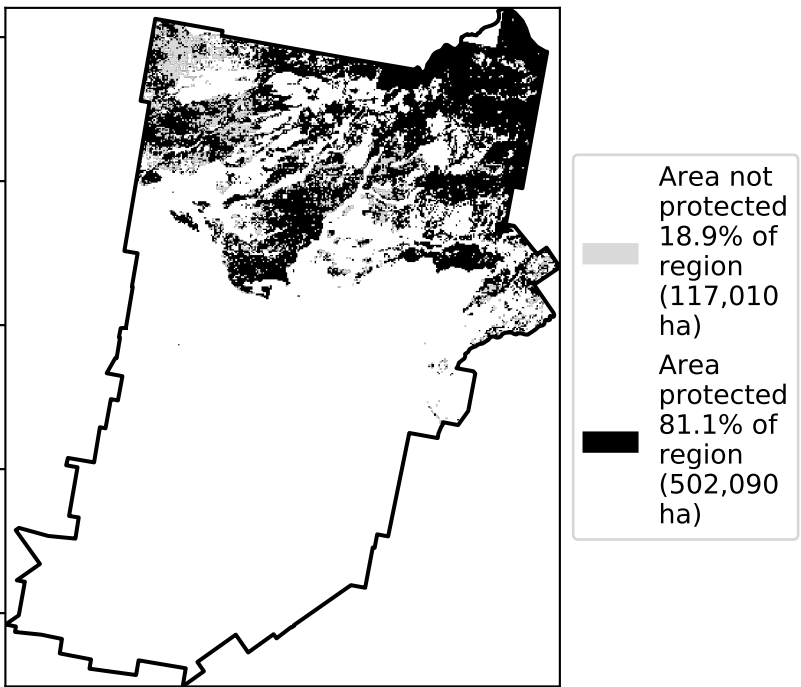 Area not
protected
18.9% of
region
(117,010
ha)
Area
protected
81.1% of
region
(502,090
ha)